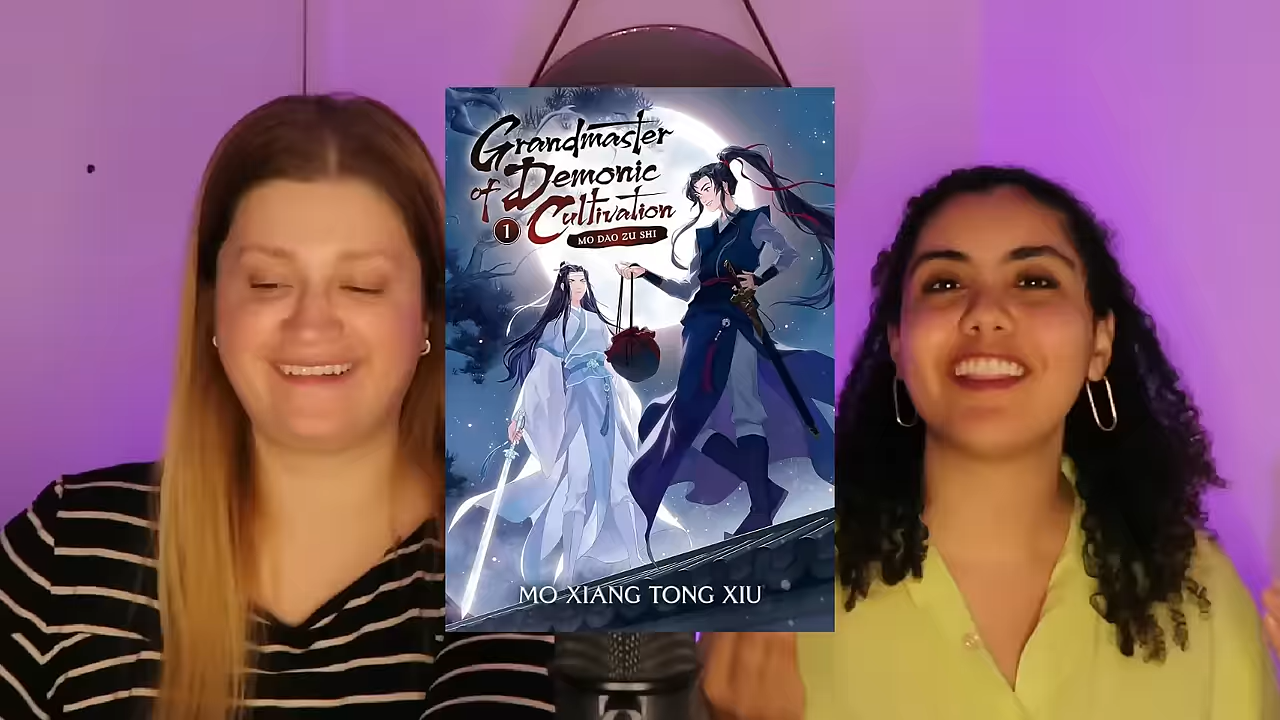 Grandmaster
of Demonic
Cultivation
1
MO DAO ZU SHI
MO XIANG TONG XIU